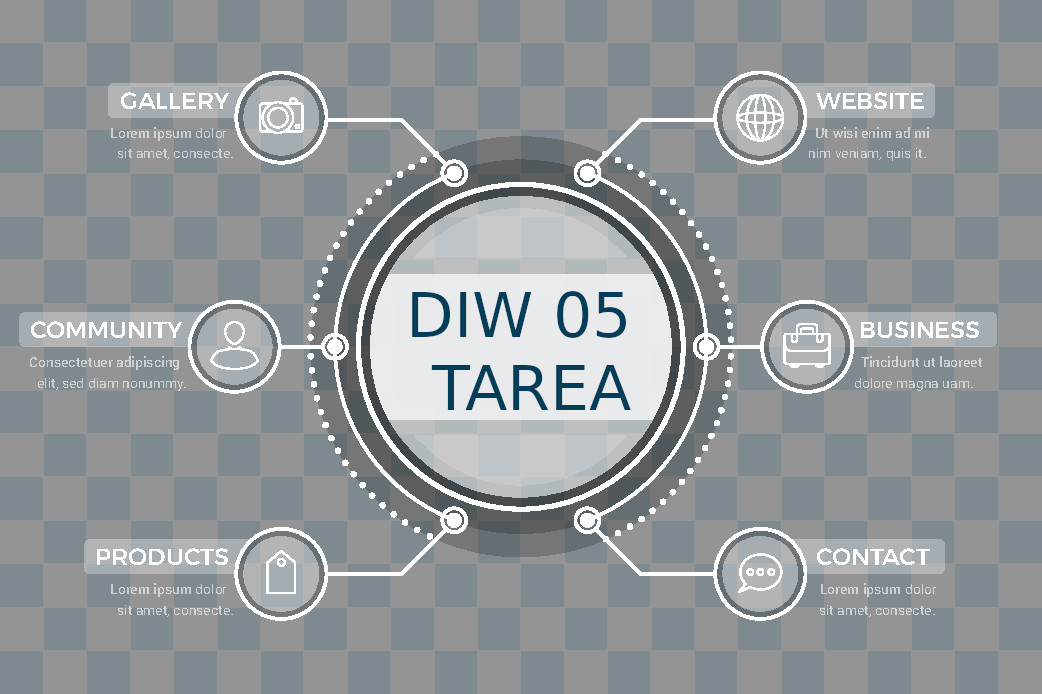 GALLERY
Lorem ipsum dolor
sit amet, consecte.
WEBSITE
Ut wisi enim ad mi
nim veniam, quis it.
COMMUNITY
Consectetuer adipiscing
elit, sed diam nonummy.
DIW 05
TAREA
BUSINESS
Tincidunt ut laoreet
dolore magna uam.
PRODUCTS
Lorem ipsum dolor
sit amet, consecte.
CONTACT
Lorem ipsum dolor
sit amet, consecte.